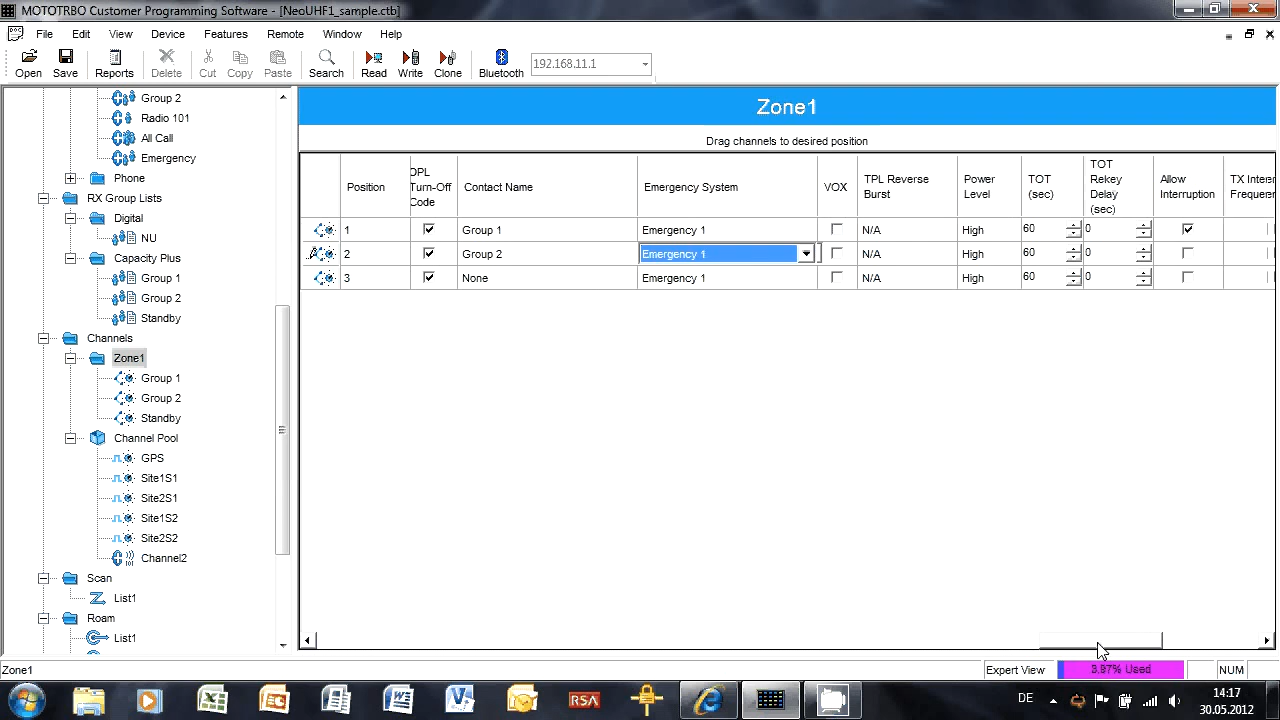 MOTOTRBO Customer Programming Software - [NeoUHF1_sample.ctb]
File Edit View Device Features Remote Window Help
Open Save Reports Delete Cut Copy Paste Search Read Write Clone Bluetooth 192.168.11.1
Group 2
Radio 101
All Call
Emergency
Phone
RX Group Lists
Digital
NU
Capacity Plus
Group 1
Group 2
Standby
Channels
Zone1
Group 1
Group 2
Standby
Channel Pool
GPS
Site1S1
Site2S1
Site1S2
Site2S2
Channel2
Scan
List1
Roam
List1
Zone1
Drag channels to desired position
Position
DPL
Turn-Off
Code
Contact Name
Emergency System
VOX
TPL Reverse
Burst
Power
Level
TOT
(sec)
TOT
Rekey
Delay
(sec)
Allow
Interruption
1 Group 1 Emergency 1 N/A High 60 0
2 Group 2 Emergency 1 N/A High 60 0
3 None Emergency 1 N/A High 60 0
Zone1 Expert View 3.87% Used NUM
RSA DE 14:17
30.05.2012